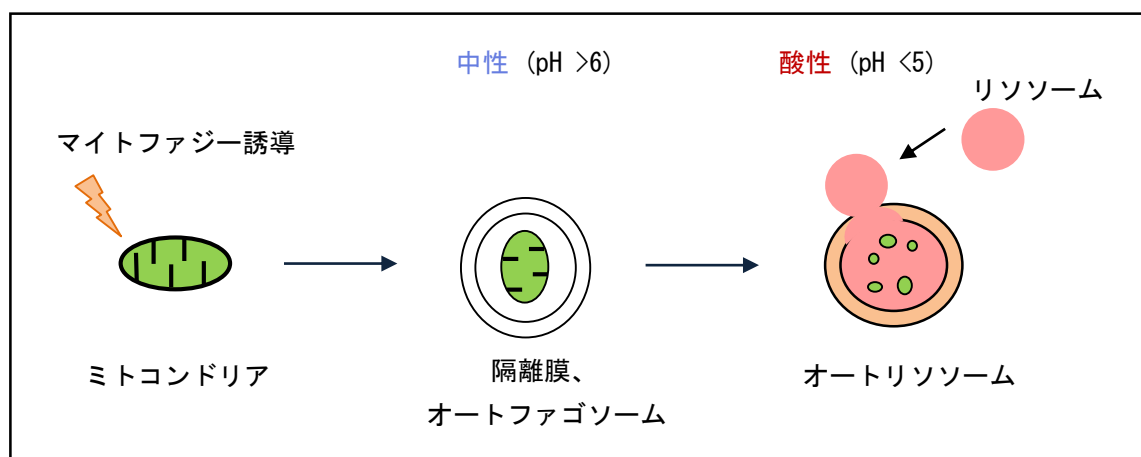 中性 (pH >6)
酸性 (pH <5)
リソソーム
マイトファジー誘導
ミトコンドリア
隔離膜、
オートファゴソーム
オートリソソーム